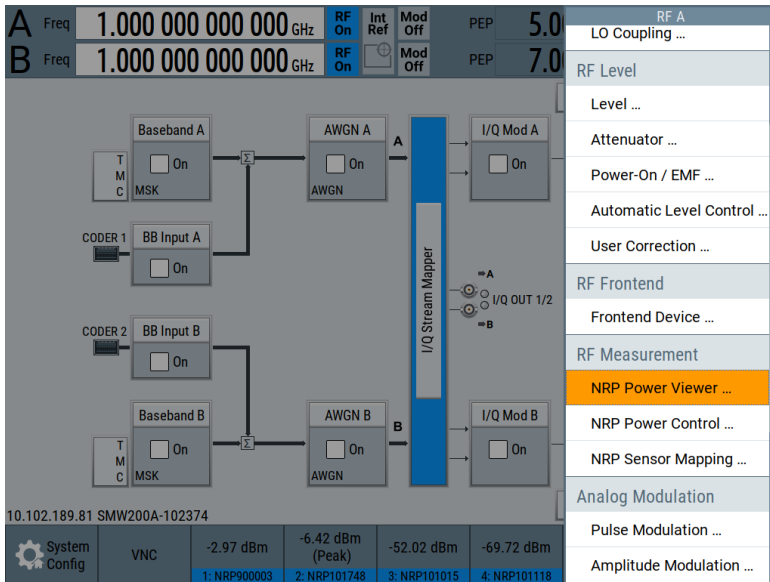 A Freq 1.000 000 000 000 GHz RF On Int Ref Mod Off PEP 5.0
B Freq 1.000 000 000 000 GHz RF On Mod Off PEP 7.0
Baseband A
On
T
M
C
MSK
Σ
AWGN A
On
AWGN
A
I/Q Mod A
On
CODER 1
BB Input A
On
I/Q Stream Mapper
A
I/Q OUT 1/2
B
CODER 2
BB Input B
On
Baseband B
On
T
M
C
MSK
Σ
AWGN B
On
AWGN
B
I/Q Mod B
On
10.102.189.81 SMW200A-102374
System
Config
VNC
-2.97 dBm
1: NRP900003
-6.42 dBm
(Peak)
2: NRP101748
-52.02 dBm
3: NRP101015
-69.72 dBm
4: NRP101118
RF A
LO Coupling ...
RF Level
Level ...
Attenuator ...
Power-On / EMF ...
Automatic Level Control ...
User Correction ...
RF Frontend
Frontend Device ...
RF Measurement
NRP Power Viewer ...
NRP Power Control ...
NRP Sensor Mapping ...
Analog Modulation
Pulse Modulation ...
Amplitude Modulation ...